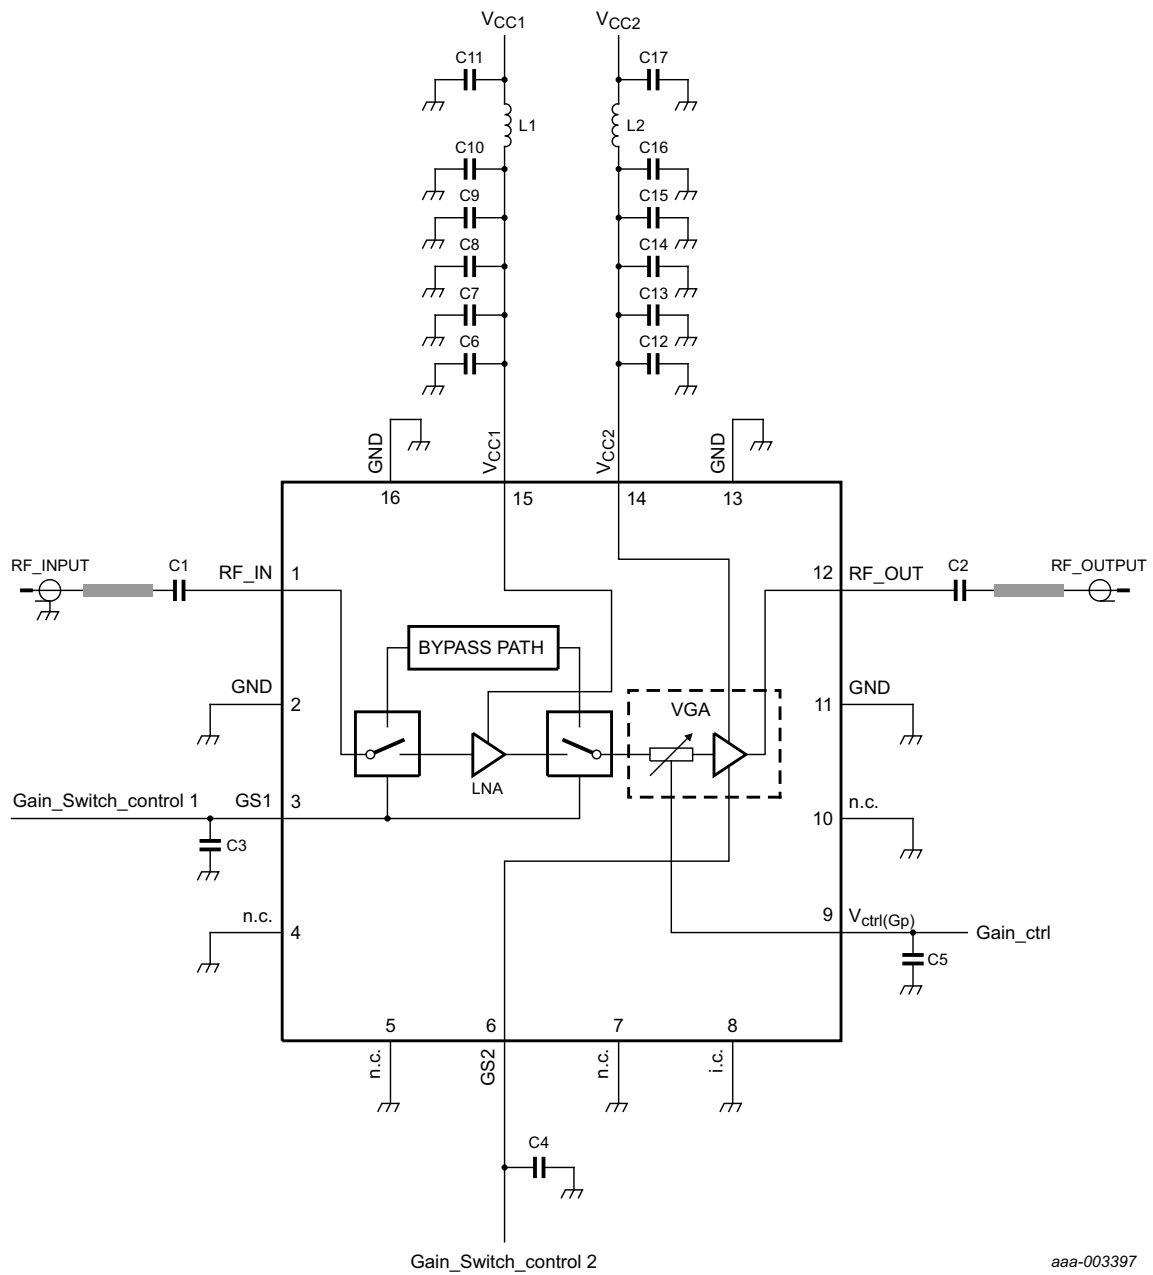 VCC1 VCC2
C11 C17
L1 L2
C10 C16
C9 C15
C8 C14
C7 C13
C6 C12
GND VCC1 VCC2 GND
16 15 14 13
RF_INPUT C1 RF_IN 1
12 RF_OUT C2 RF_OUTPUT
BYPASS PATH
GND 2
VGA
11 GND
LNA
Gain_Switch_control 1 GS1 3
C3
10 n.c.
n.c. 4
9 Vctrl(Gp) Gain_ctrl
C5
5 6 7 8
n.c. GS2 n.c. i.c.
C4
Gain_Switch_control 2
aaa-003397